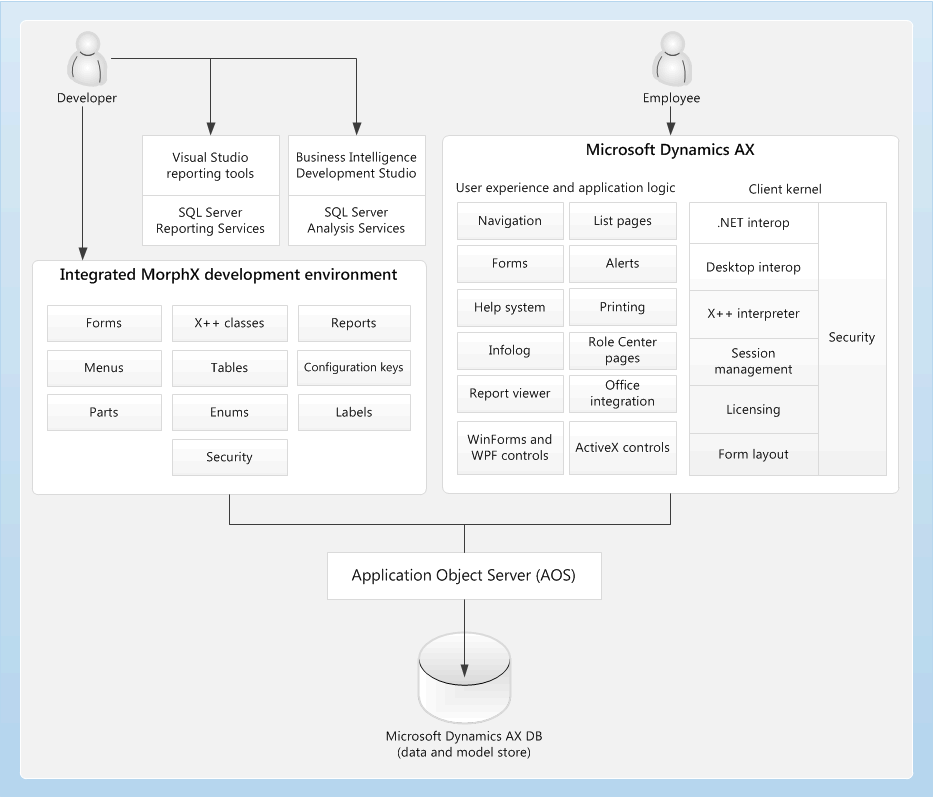 Developer
Employee
Visual Studio
reporting tools
SQL Server
Reporting Services
Business Intelligence
Development Studio
SQL Server
Analysis Services
Integrated MorphX development environment
Forms
X++ classes
Reports
Menus
Tables
Configuration keys
Parts
Enums
Labels
Security
Microsoft Dynamics AX
User experience and application logic
Navigation
List pages
Forms
Alerts
Help system
Printing
Infolog
Role Center
pages
Report viewer
Office
integration
WinForms and
WPF controls
ActiveX controls
Client kernel
.NET interop
Desktop interop
X++ interpreter
Session
management
Licensing
Form layout
Security
Application Object Server (AOS)
Microsoft Dynamics AX DB
(data and model store)